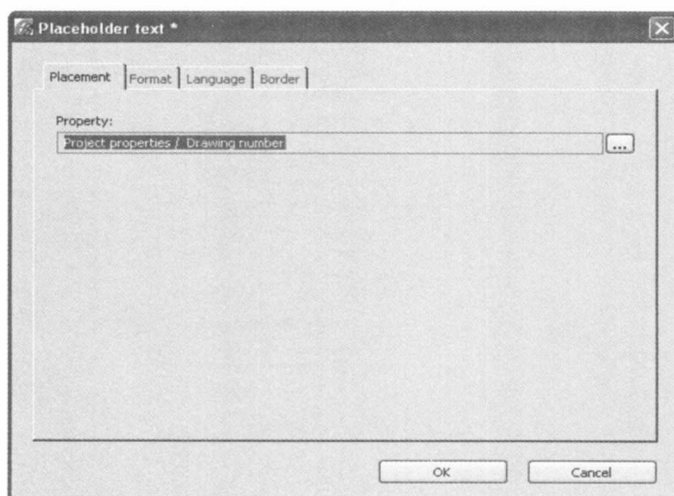 Placeholder text *
Placement Format Language Border
Property:
Project properties / Drawing number
...
OK Cancel